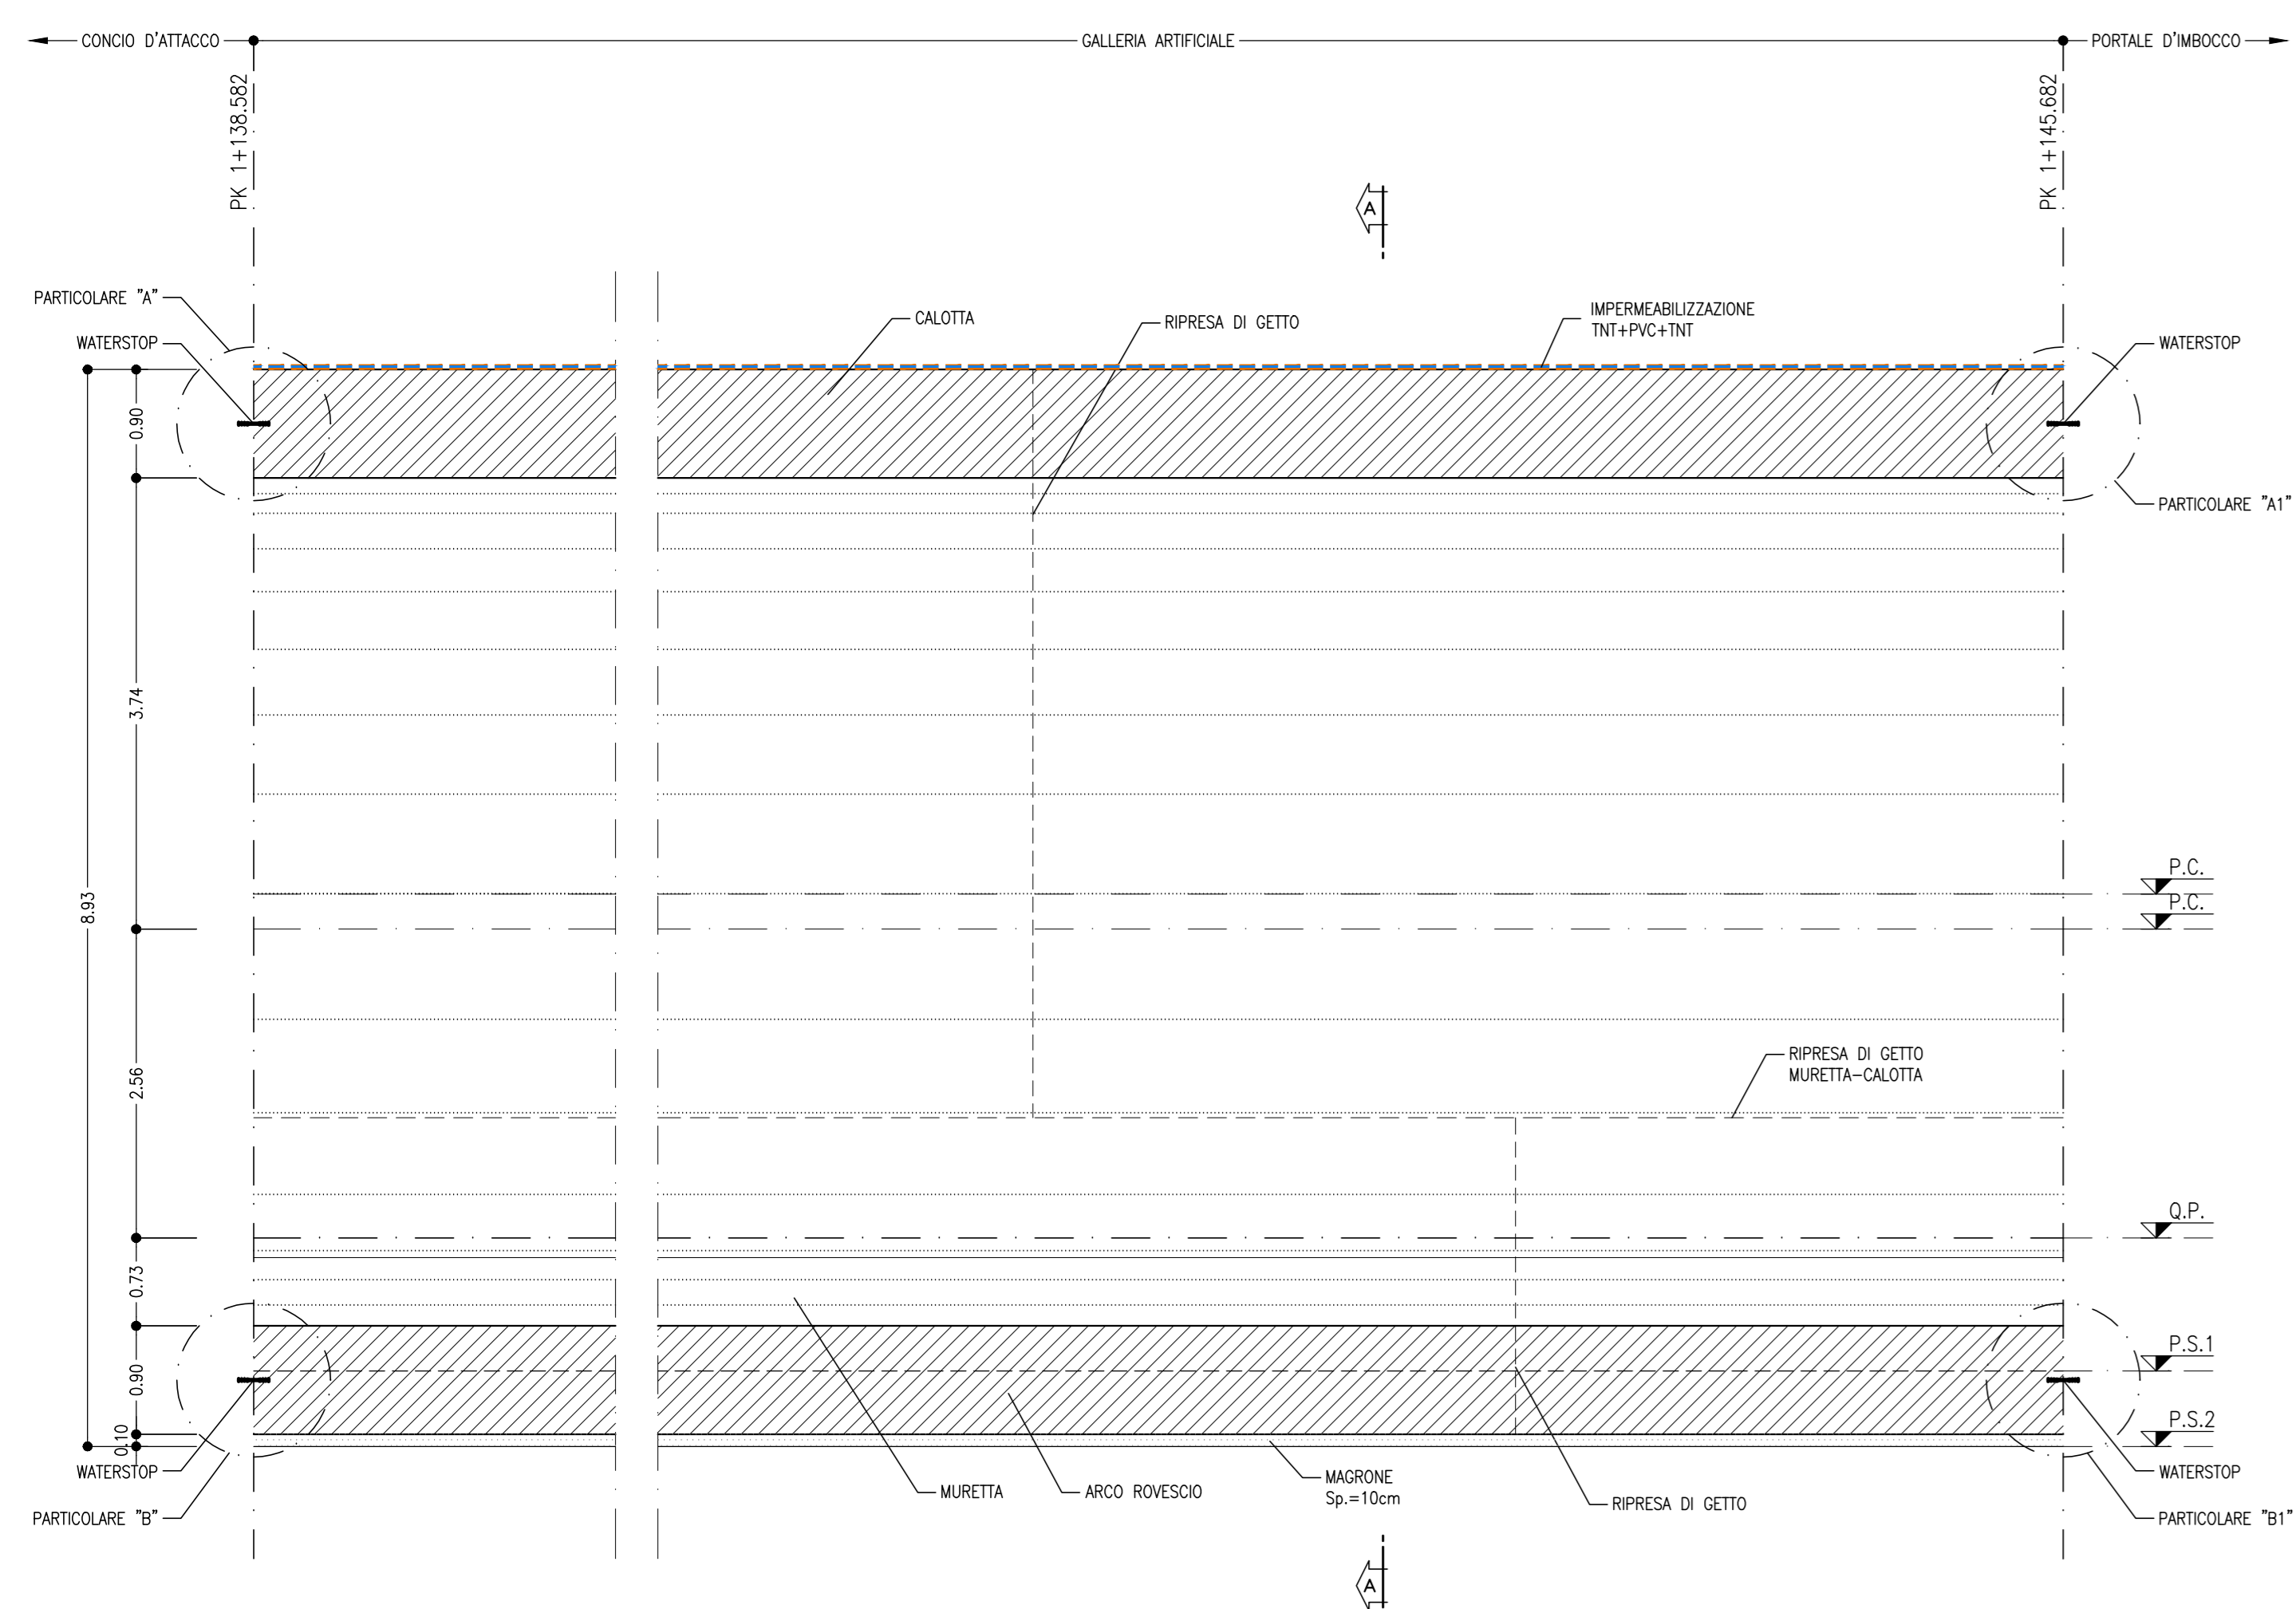 CONCIO D'ATTACCO
GALLERIA ARTIFICIALE
PORTALE D'IMBOCCO
PK 1+138.582
PK 1+145.682
A
PARTICOLARE "A"
WATERSTOP
CALOTTA
RIPRESA DI GETTO
IMPERMEABILIZZAZIONE
TNT+PVC+TNT
WATERSTOP
PARTICOLARE "A1"
0.90
3.74
8.93
2.56
0.73
0.90
0.10
P.C.
P.C.
RIPRESA DI GETTO
MURETTA-CALOTTA
Q.P.
P.S.1
P.S.2
WATERSTOP
PARTICOLARE "B"
MURETTA
ARCO ROVESCIO
MAGRONE
Sp.=10cm
RIPRESA DI GETTO
WATERSTOP
PARTICOLARE "B1"
A